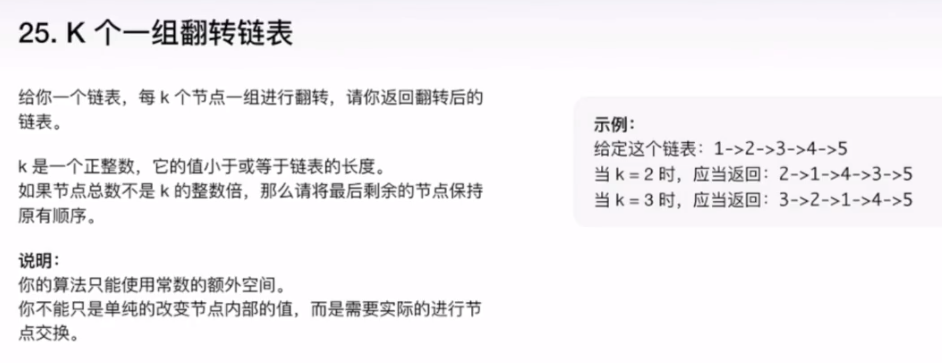 25. K 个一组翻转链表
给你一个链表，每 k 个节点一组进行翻转，请你返回翻转后的
链表。
k 是一个正整数，它的值小于或等于链表的长度。
如果节点总数不是 k 的整数倍，那么请将最后剩余的节点保持
原有顺序。
说明：
你的算法只能使用常数的额外空间。
你不能只是单纯的改变节点内部的值，而是需要实际的进行节
点交换。
示例：
给定这个链表：1->2->3->4->5
当 k = 2 时，应当返回：2->1->4->3->5
当 k = 3 时，应当返回：3->2->1->4->5